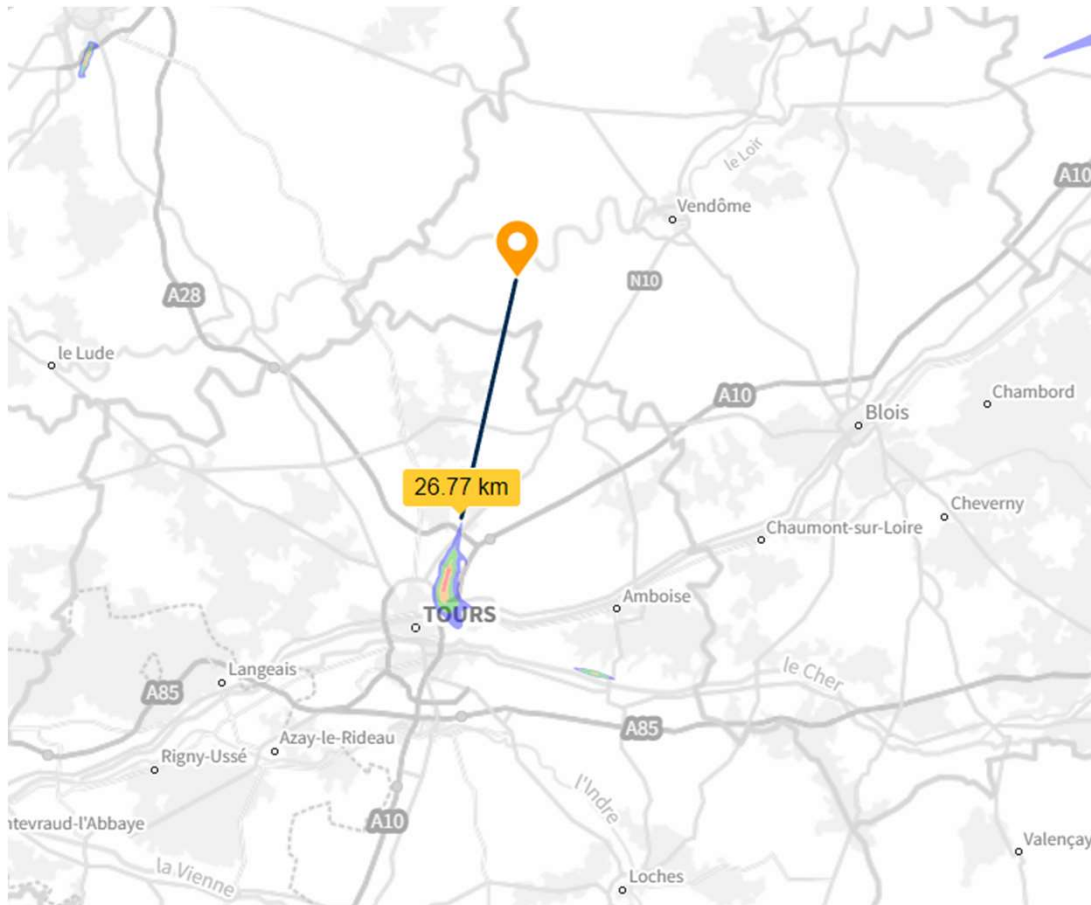 A10
le Loir
Vendôme
N10
A28
le Lude
A10
Chambord
Blois
26.77 km
Cheverny
Chaumont-sur-Loire
Amboise
TOURS
le Cher
Langeais
A85
A85
Azay-le-Rideau
Rigny-Ussé
l'Indre
ntevraud-l'Abbaye
A10
Valençay
la Vienne
Loches